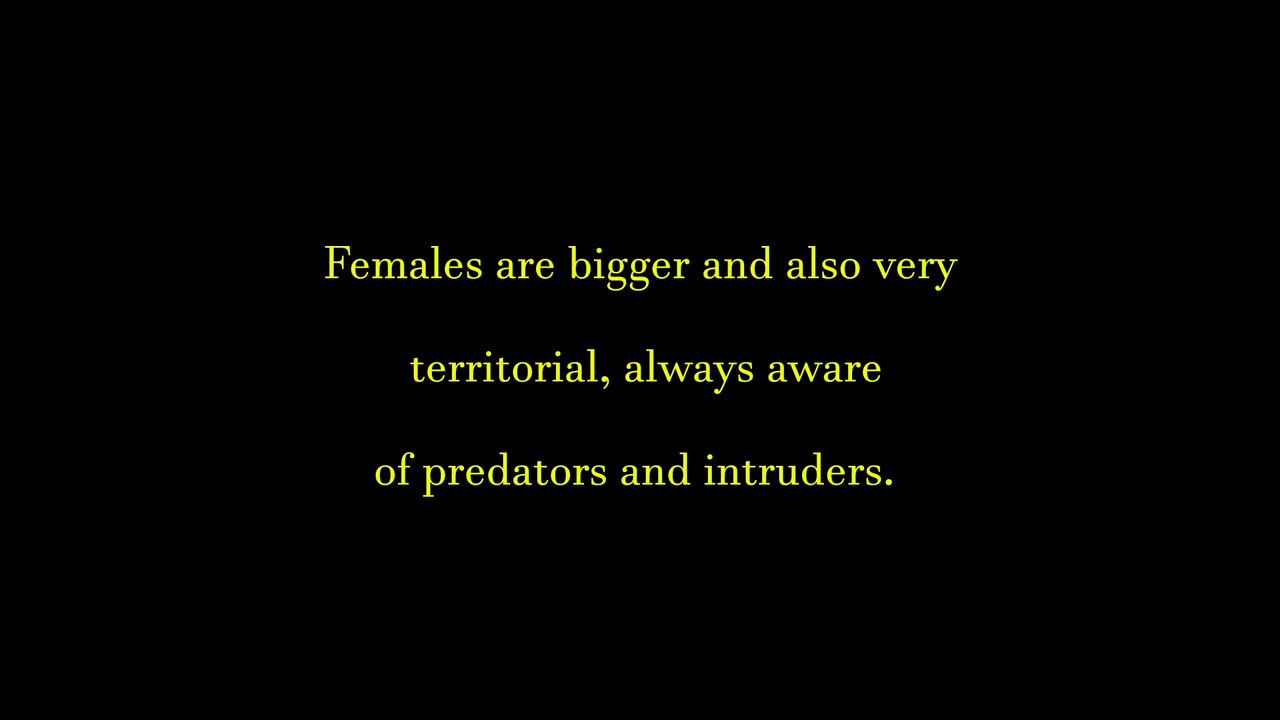 Females are bigger and also very
territorial, always aware
of predators and intruders.